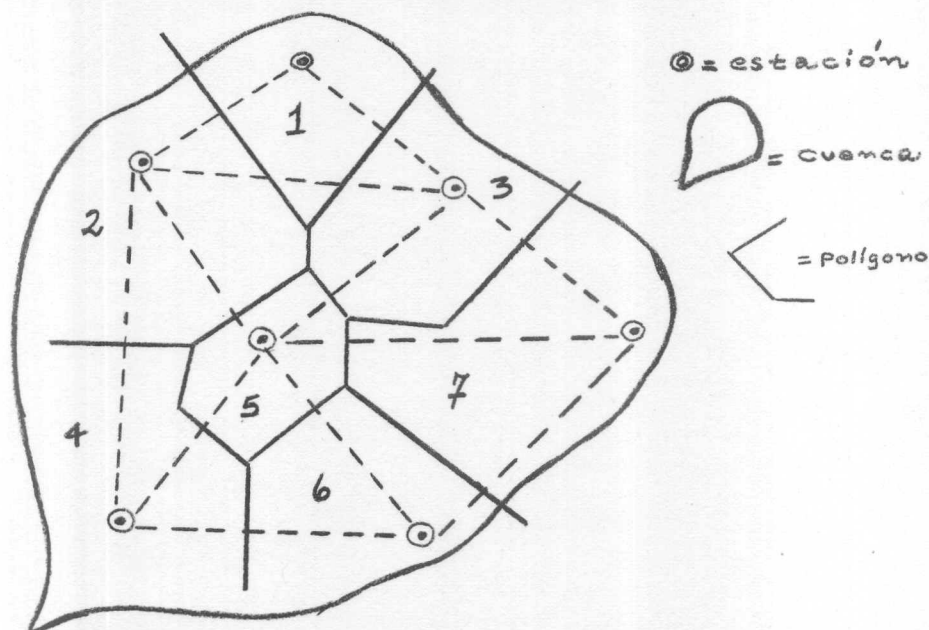 = estación
1
3
= cuenca
2
= polígono
7
5
4
6